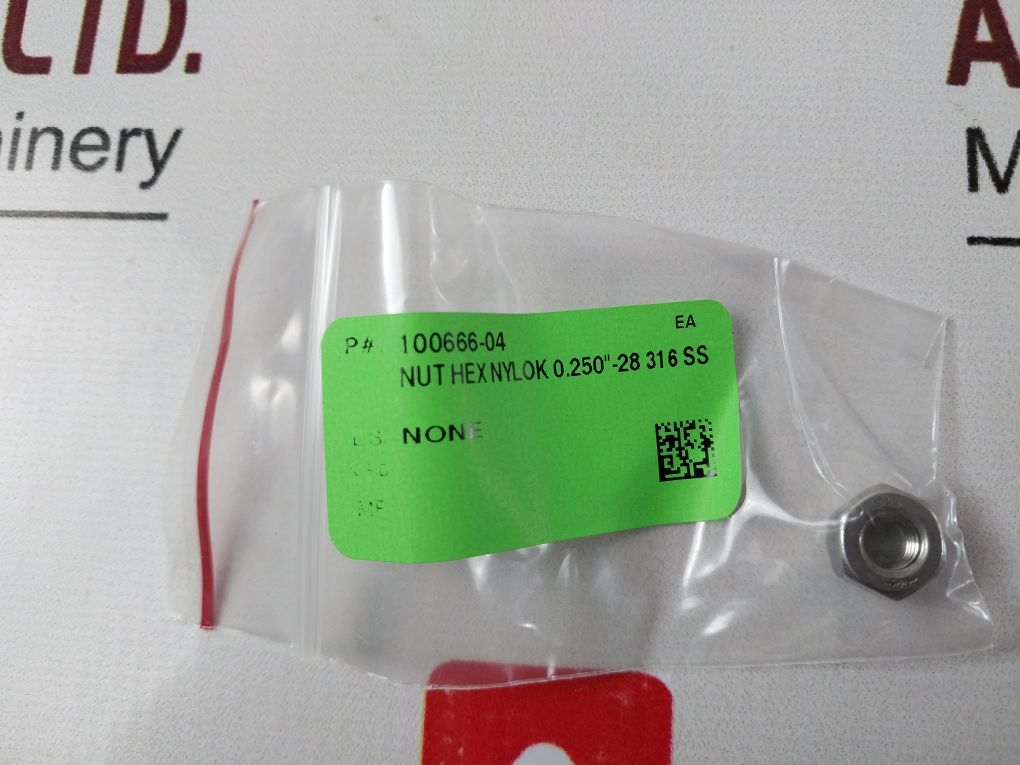 LTD.
inery
A
M
P#. 100666-04 EA
NUT HEX NYLOK 0.250"-28 316 SS
NONE